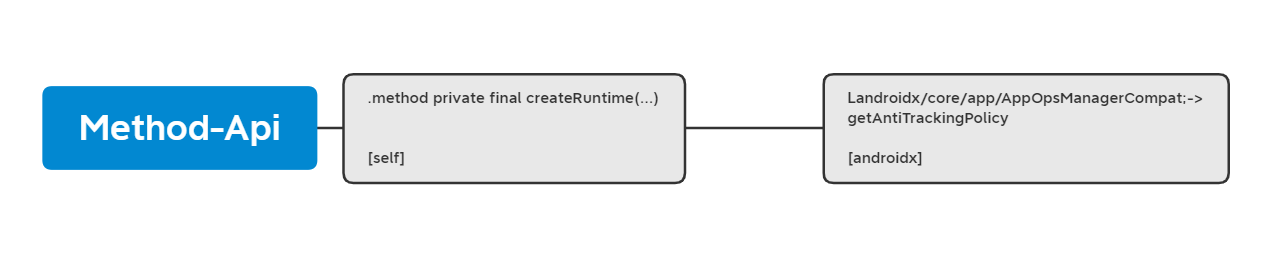 Method-Api
.method private final createRuntime(...)
[self]
Landroidx/core/app/AppOpsManagerCompat;->
getAntiTrackingPolicy
[androidx]